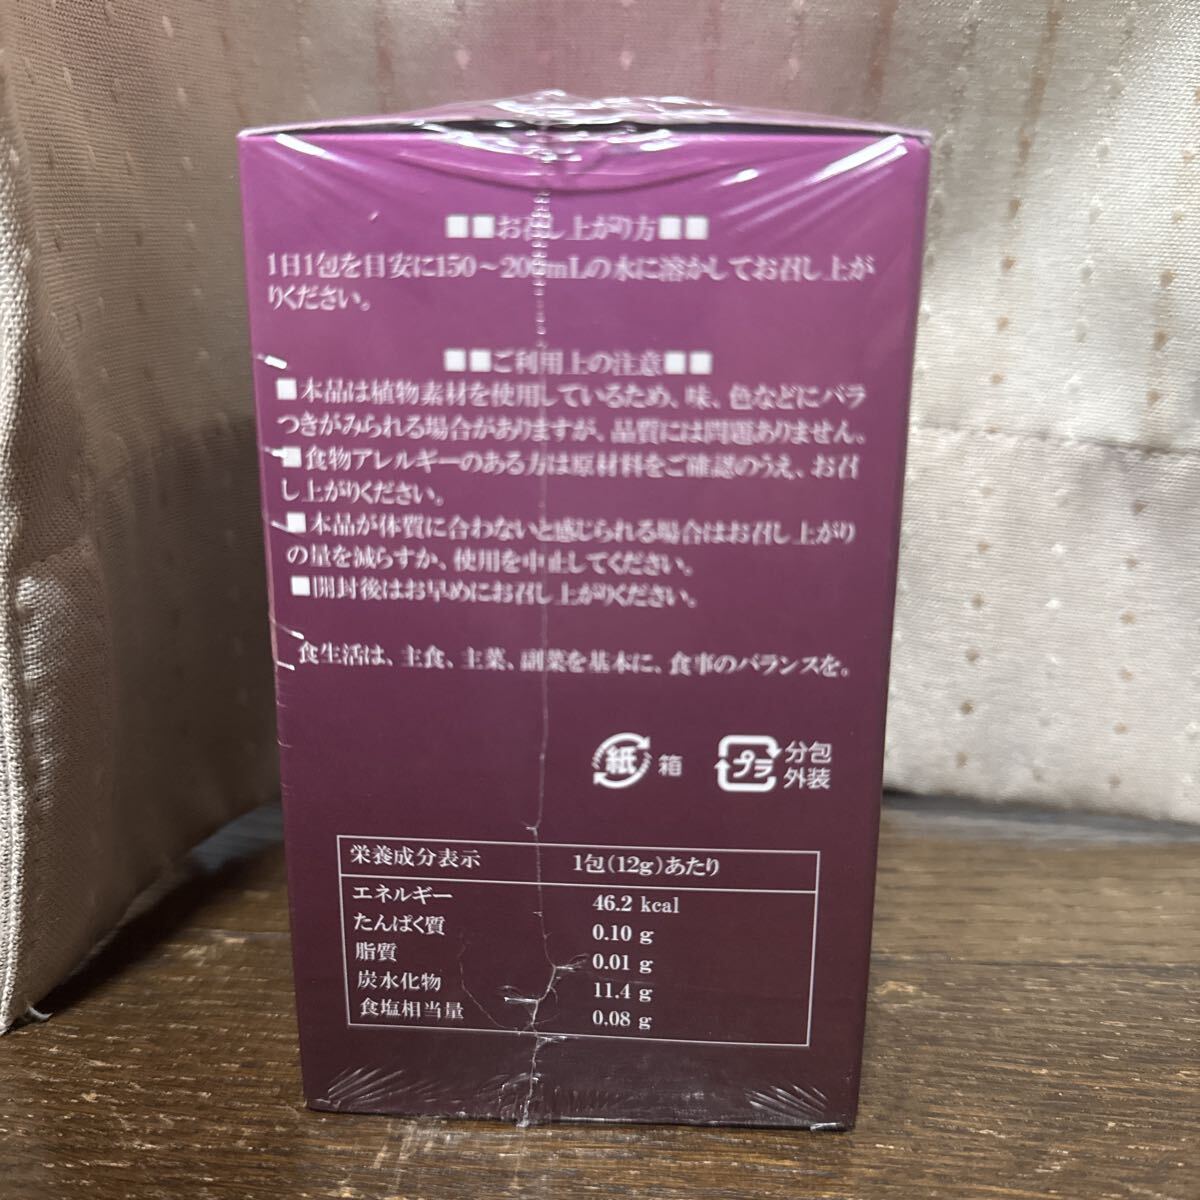 ■■お召し上がり方■■
1日1包を目安に150～200mLの水に溶かしてお召し上が
りください。
■■ご利用上の注意■■
■本品は植物素材を使用しているため、味、色などにバラ
つきがみられる場合がありますが、品質には問題ありません。
■食物アレルギーのある方は原材料をご確認のうえ、お召
し上がりください。
■本品が体質に合わないと感じられる場合はお召し上がり
の量を減らすか、使用を中止してください。
■開封後はお早めにお召し上がりください。
食生活は、主食、主菜、副菜を基本に、食事のバランスを。
紙 箱
プラ 分包
外装
栄養成分表示 1包(12g)あたり
エネルギー 46.2 kcal
たんぱく質 0.10 g
脂質 0.01 g
炭水化物 11.4 g
食塩相当量 0.08 g